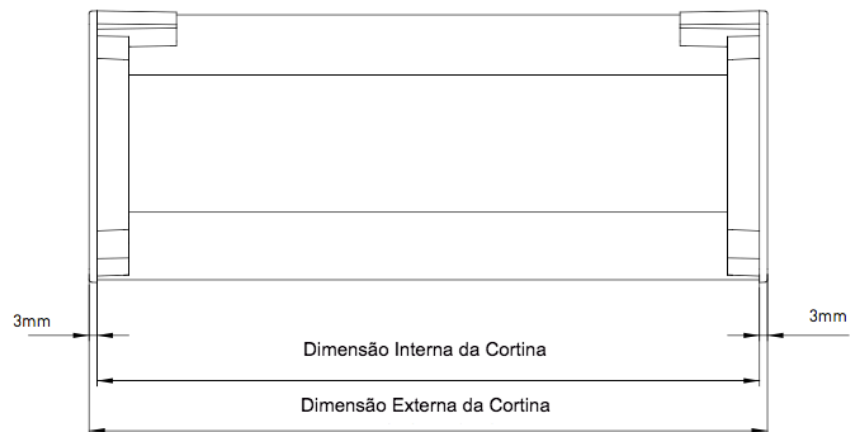 3mm
3mm
Dimensão Interna da Cortina
Dimensão Externa da Cortina